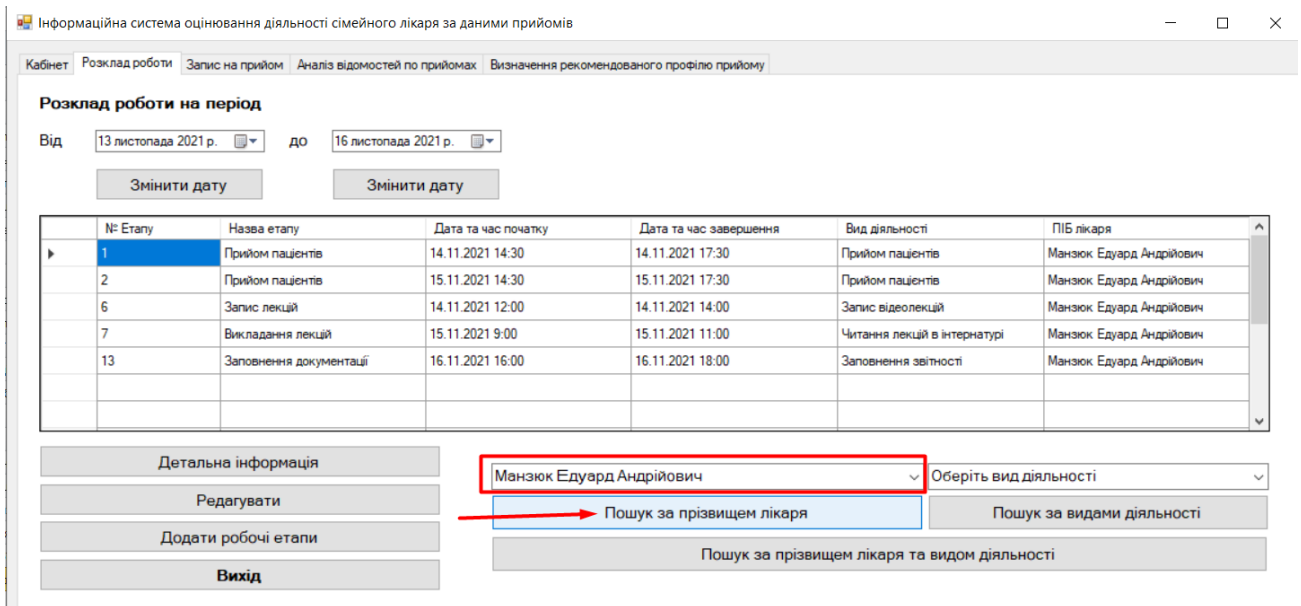 Інформаційна система оцінювання діяльності сімейного лікаря за даними прийомів
Кабінет Розклад роботи Запис на прийом Аналіз відомостей по прийомах Визначення рекомендованого профілю прийому
Розклад роботи на період
Від 13 листопада 2021 р. до 16 листопада 2021 р.
Змінити дату Змінити дату
№ Етапу Назва етапу Дата та час початку Дата та час завершення Вид діяльності ПІБ лікаря
1 Прийом пацієнтів 14.11.2021 14:30 14.11.2021 17:30 Прийом пацієнтів Манзюк Едуард Андрійович
2 Прийом пацієнтів 15.11.2021 14:30 15.11.2021 17:30 Прийом пацієнтів Манзюк Едуард Андрійович
6 Запис лекцій 14.11.2021 12:00 14.11.2021 14:00 Запис відеолекцій Манзюк Едуард Андрійович
7 Викладання лекцій 15.11.2021 9:00 15.11.2021 11:00 Читання лекцій в інтернатурі Манзюк Едуард Андрійович
13 Заповнення документації 16.11.2021 16:00 16.11.2021 18:00 Заповнення звітності Манзюк Едуард Андрійович
Детальна інформація
Манзюк Едуард Андрійович Оберіть вид діяльності
Редагувати
Пошук за прізвищем лікаря Пошук за видами діяльності
Додати робочі етапи
Пошук за прізвищем лікаря та видом діяльності
Вихід